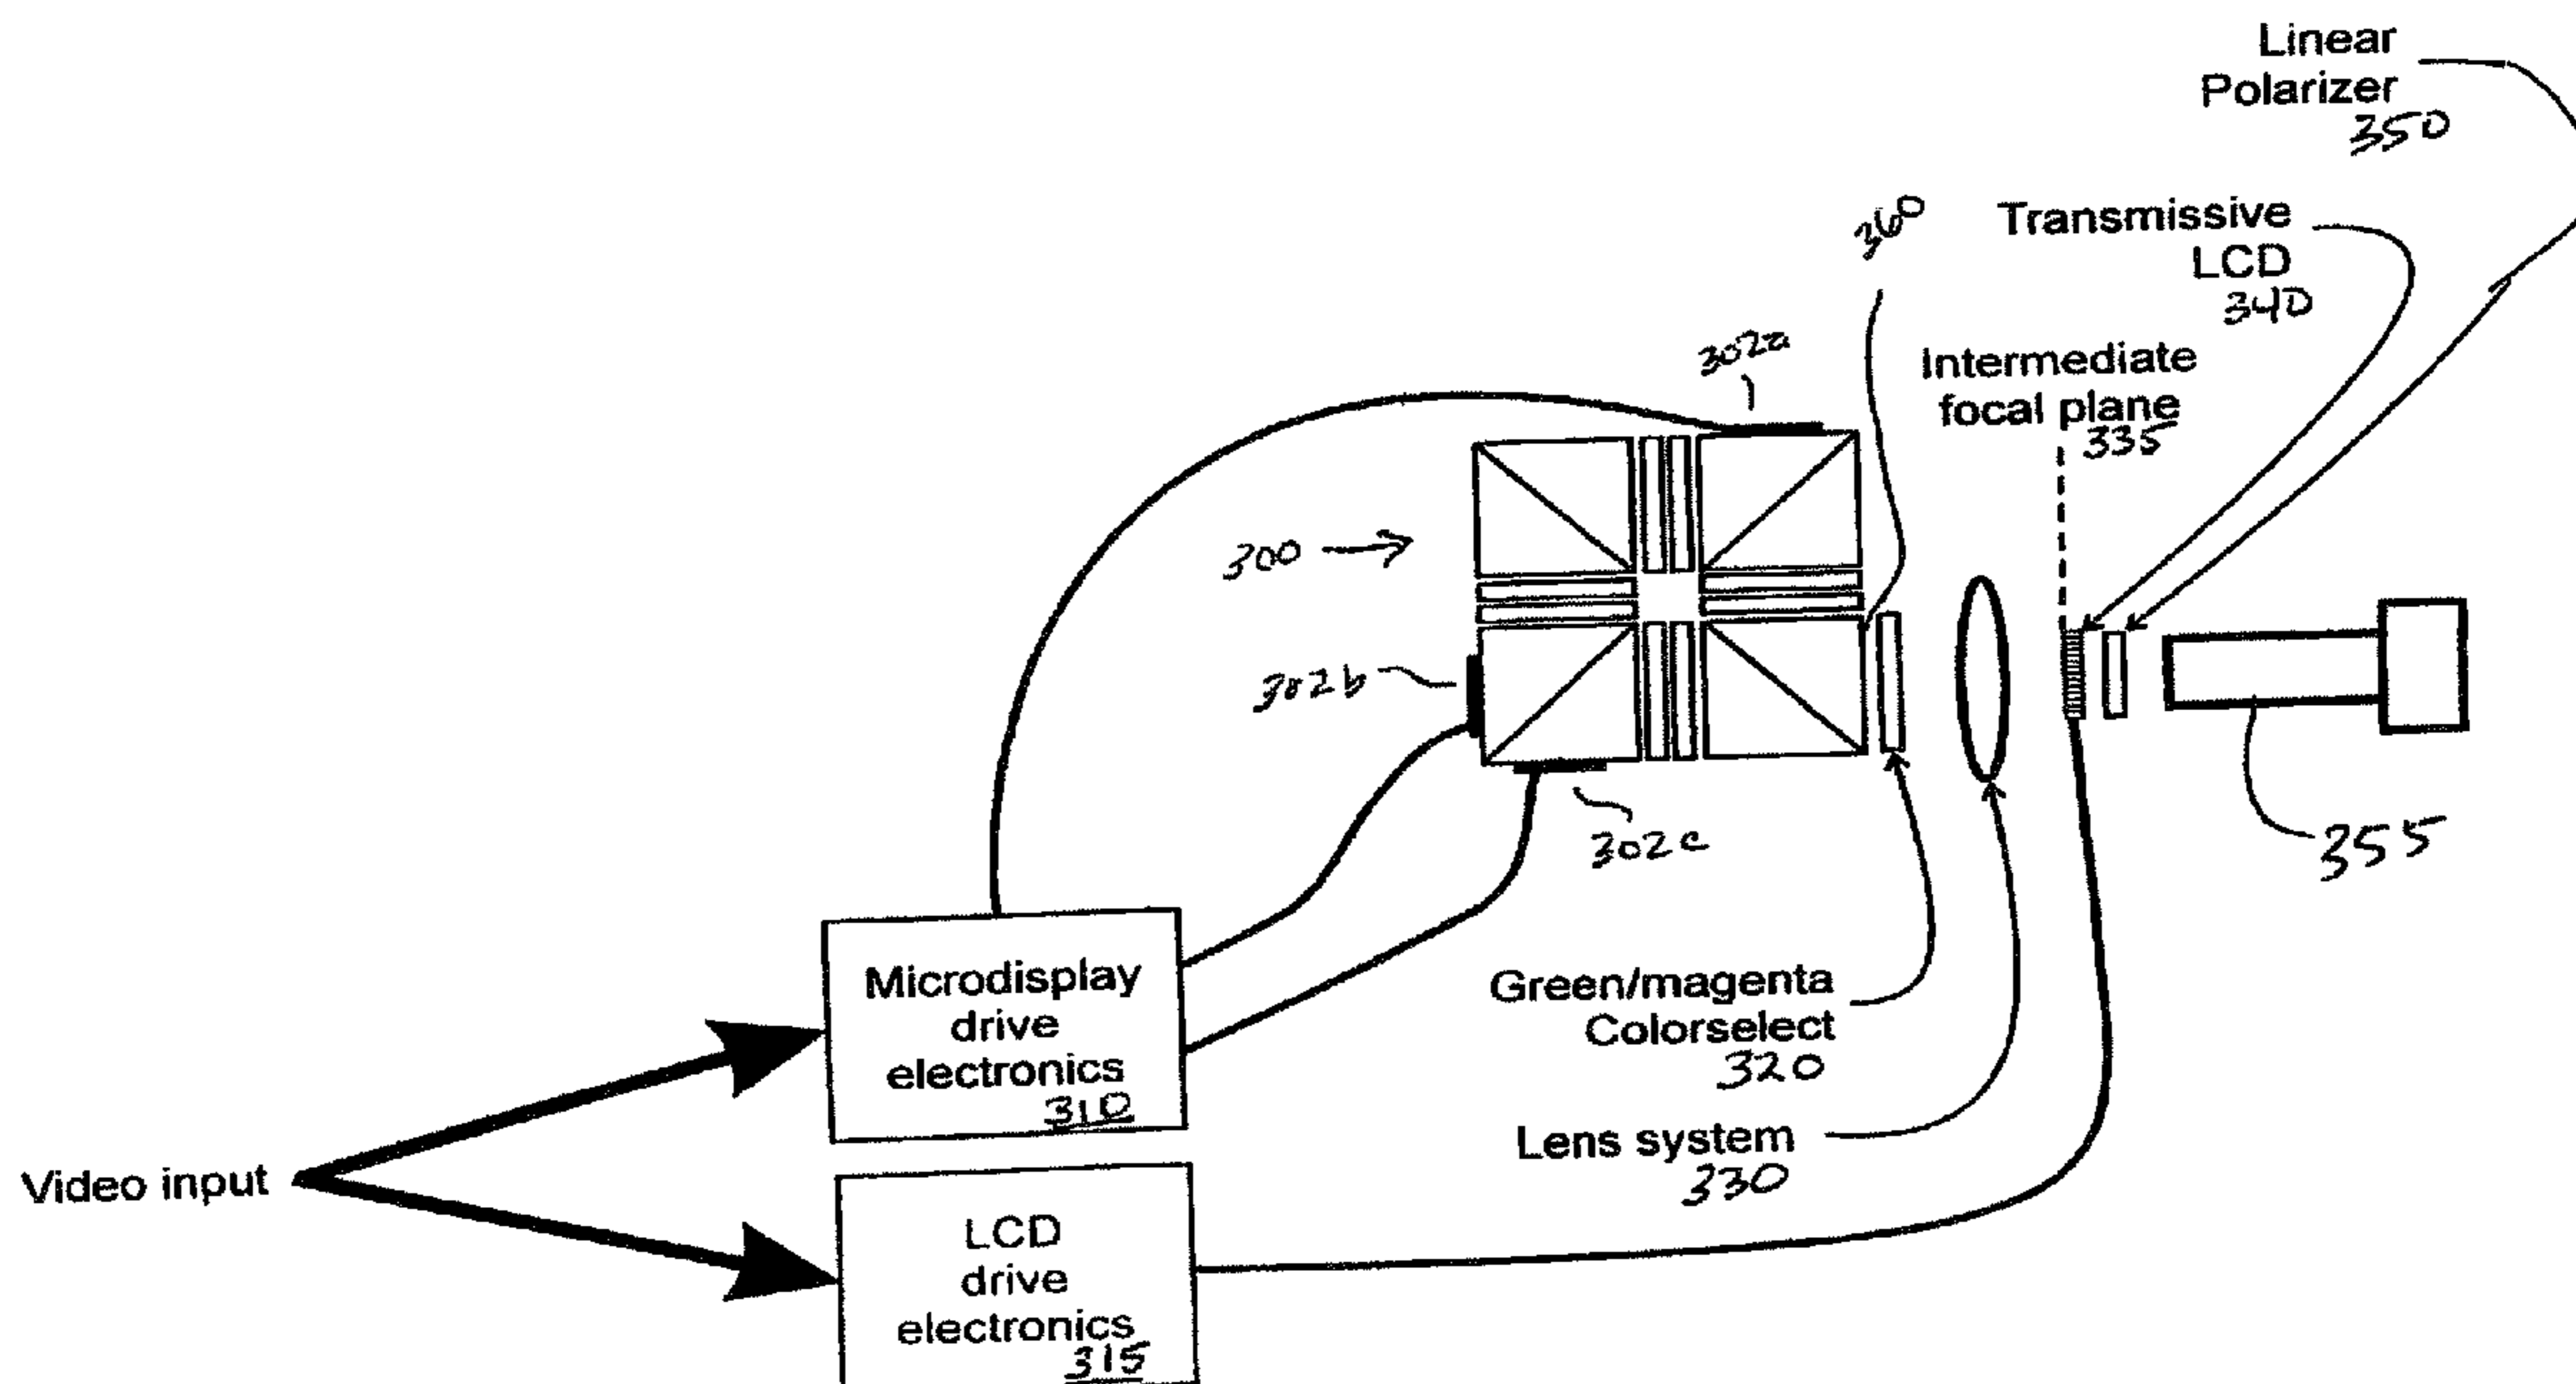 Linear
Polarizer
350
Transmissive
LCD
340
360
Intermediate
focal plane
335
302a
300
302b
302c
355
Microdisplay
drive
electronics
310
Green/magenta
Colorselect
320
Lens system
330
Video input
LCD
drive
electronics
315